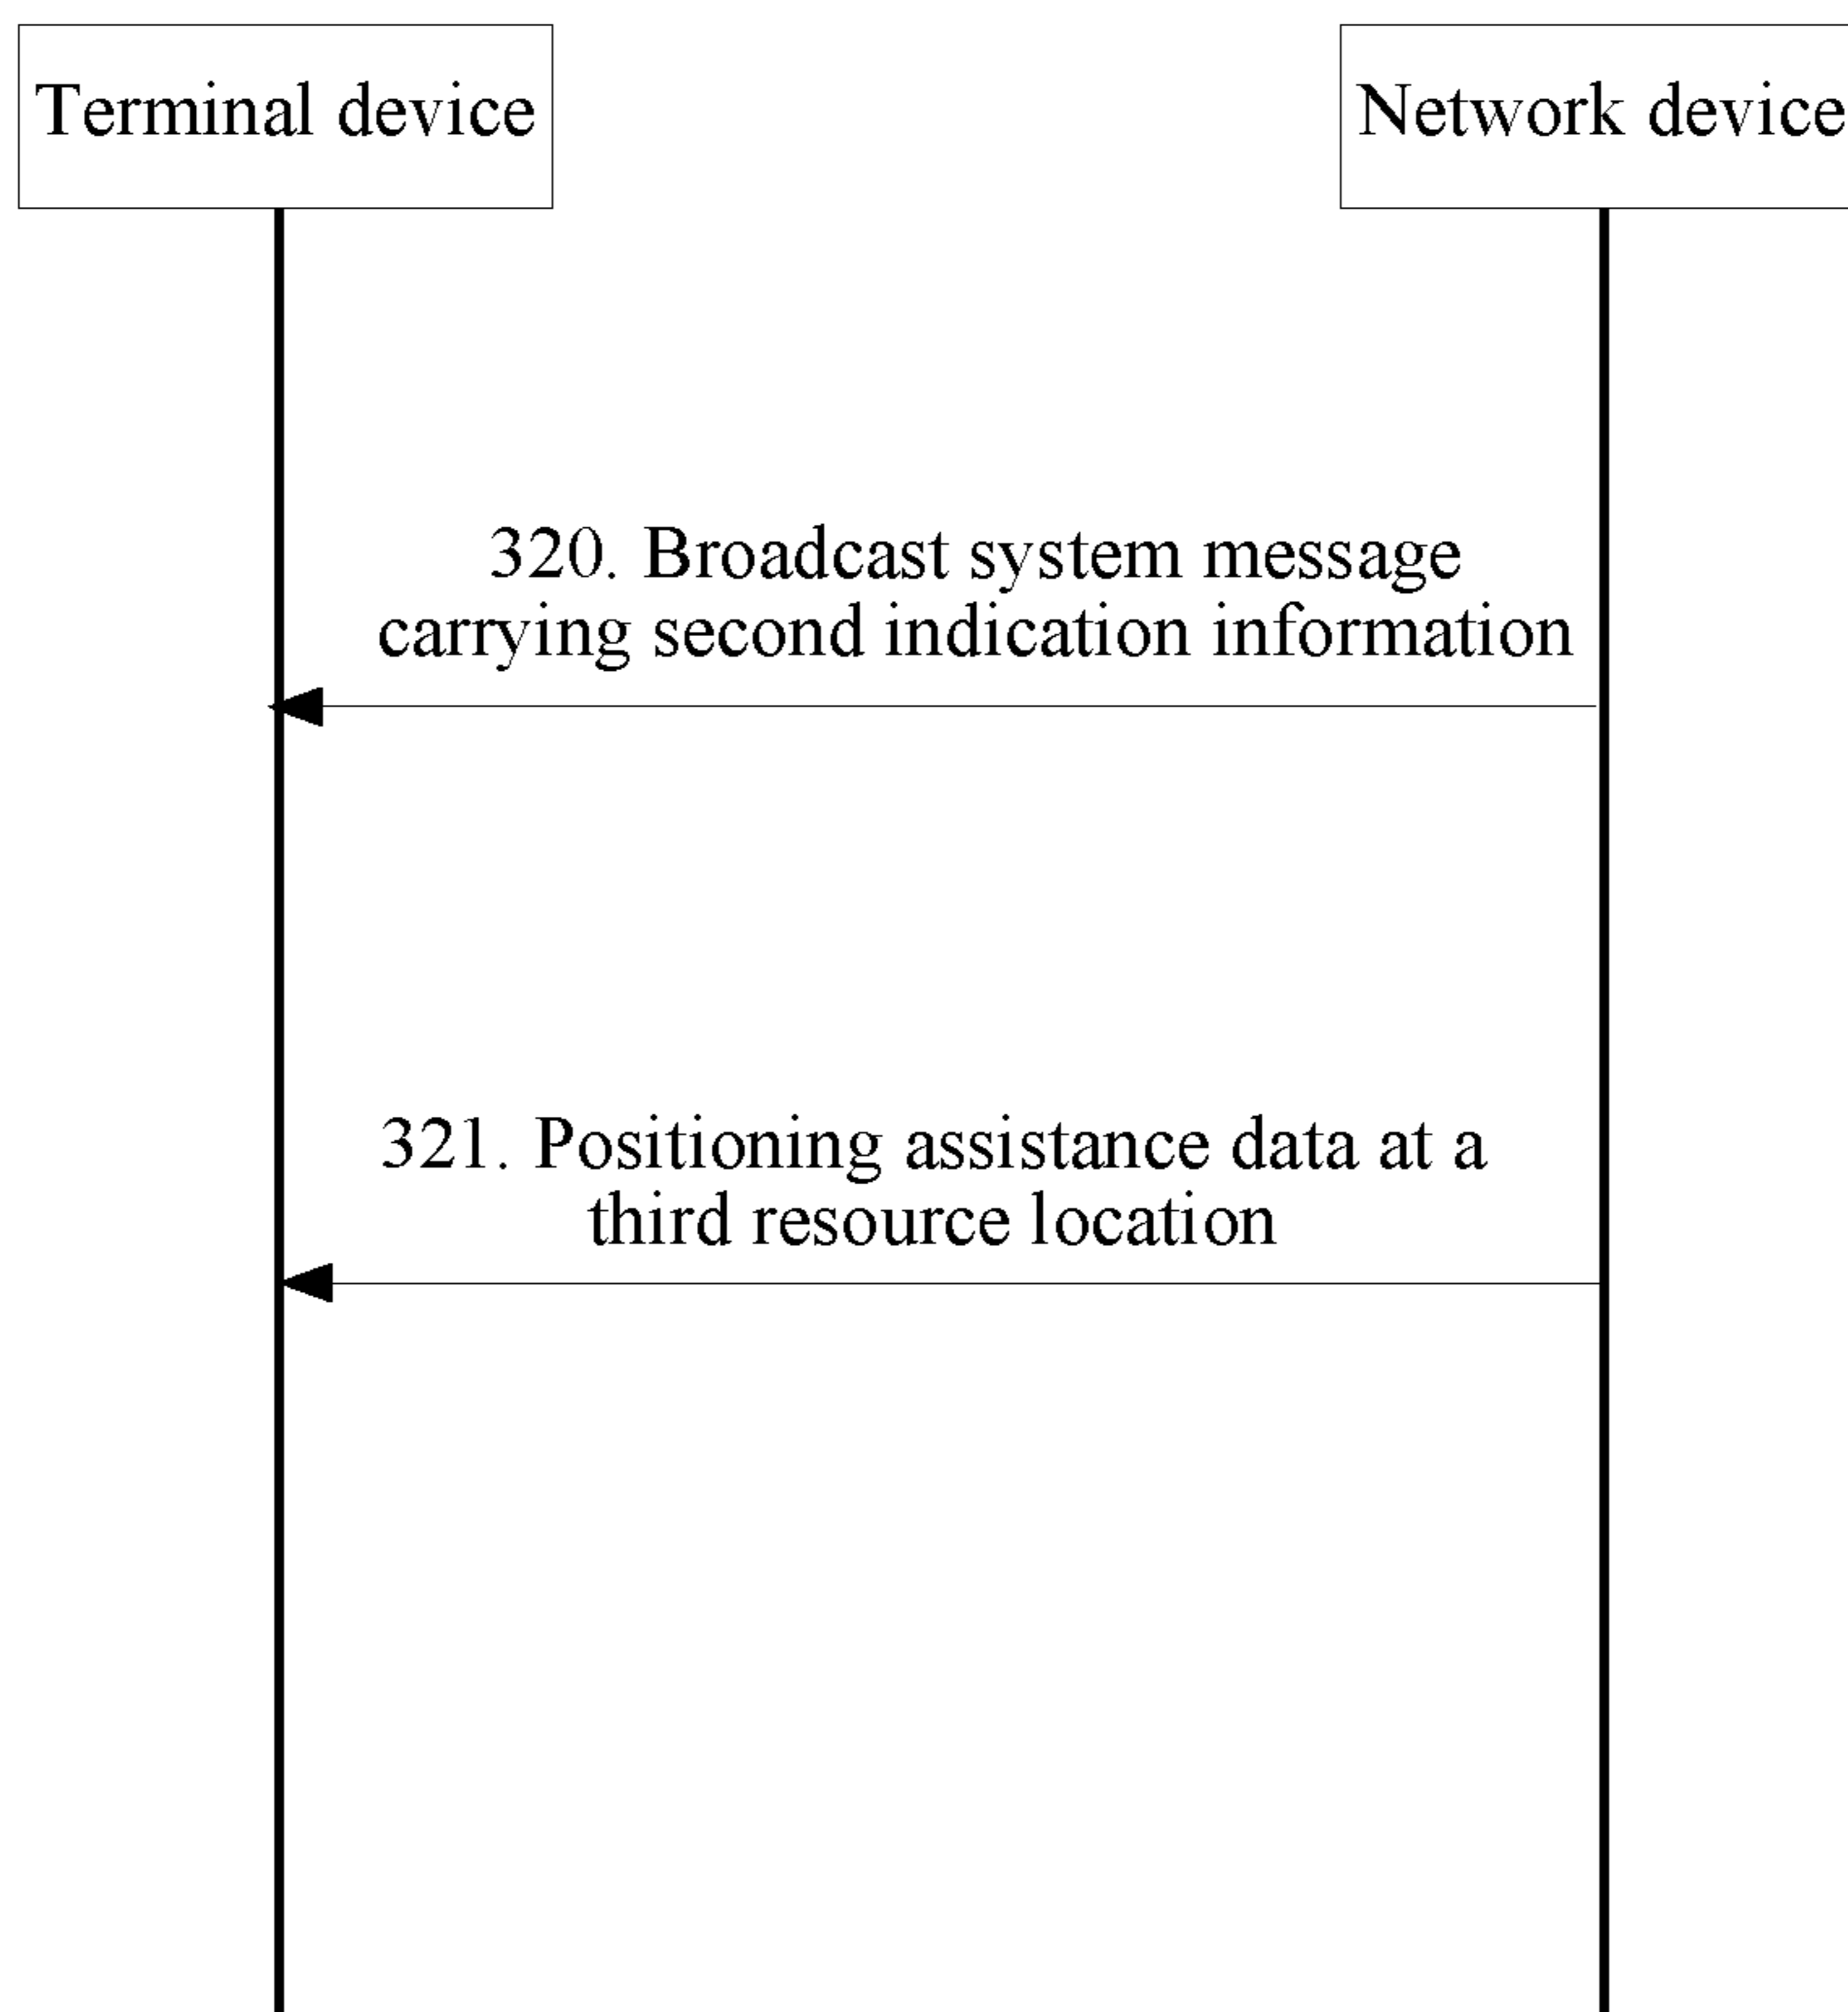 Terminal device
Network device
320. Broadcast system message
carrying second indication information
321. Positioning assistance data at a
third resource location